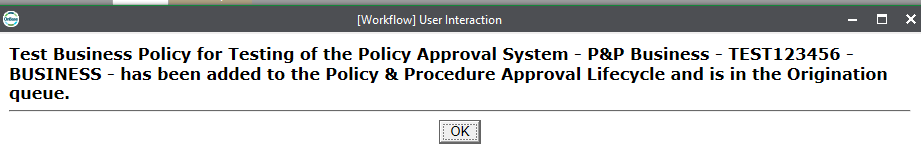 [Workflow] User Interaction
Test Business Policy for Testing of the Policy Approval System - P&P Business - TEST123456 -
BUSINESS - has been added to the Policy & Procedure Approval Lifecycle and is in the Origination
queue.
OK